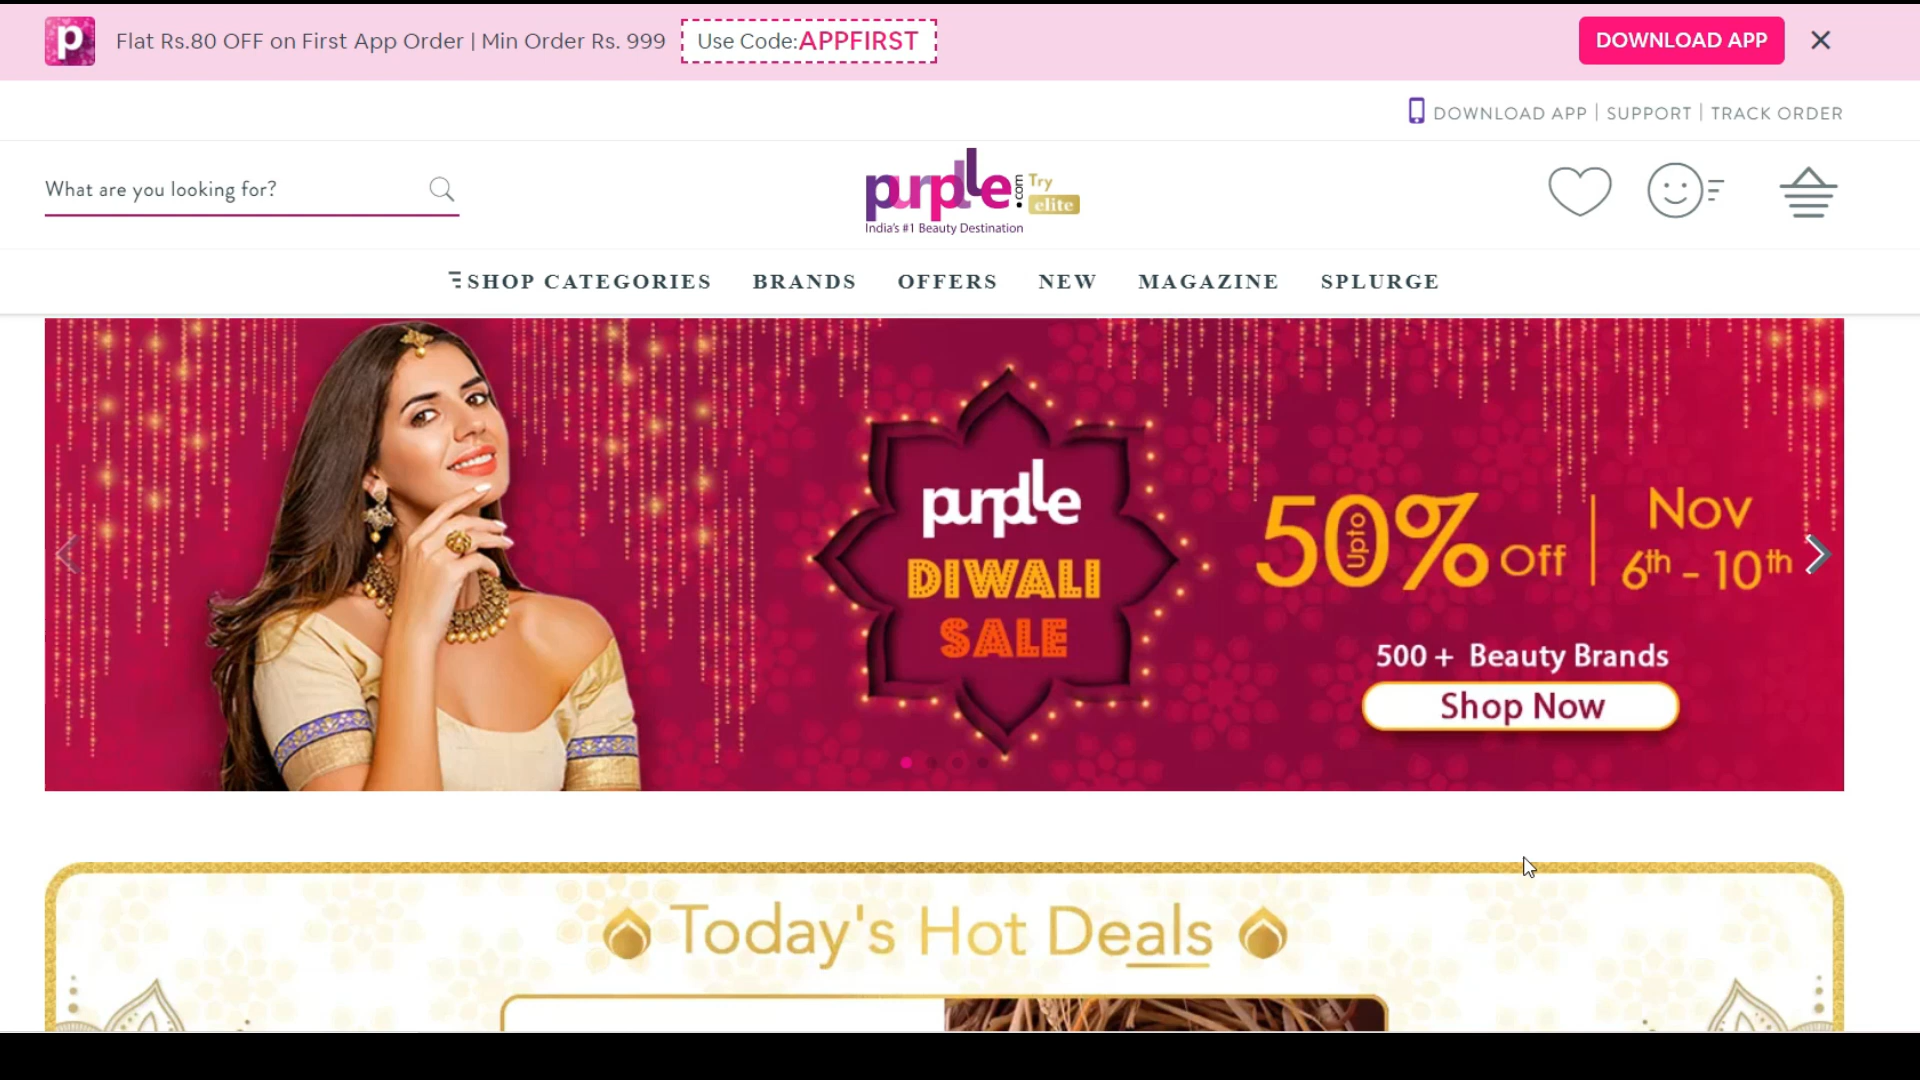 Flat Rs.80 OFF on First App Order | Min Order Rs. 999
Use Code:APPFIRST
DOWNLOAD APP
DOWNLOAD APP | SUPPORT | TRACK ORDER
What are you looking for?
purplle.com
Try
elite
India's #1 Beauty Destination
SHOP CATEGORIES
BRANDS
OFFERS
NEW
MAGAZINE
SPLURGE
purplle
DIWALI
SALE
Upto 50% Off
Nov
6th - 10th
500 + Beauty Brands
Shop Now
Today's Hot Deals